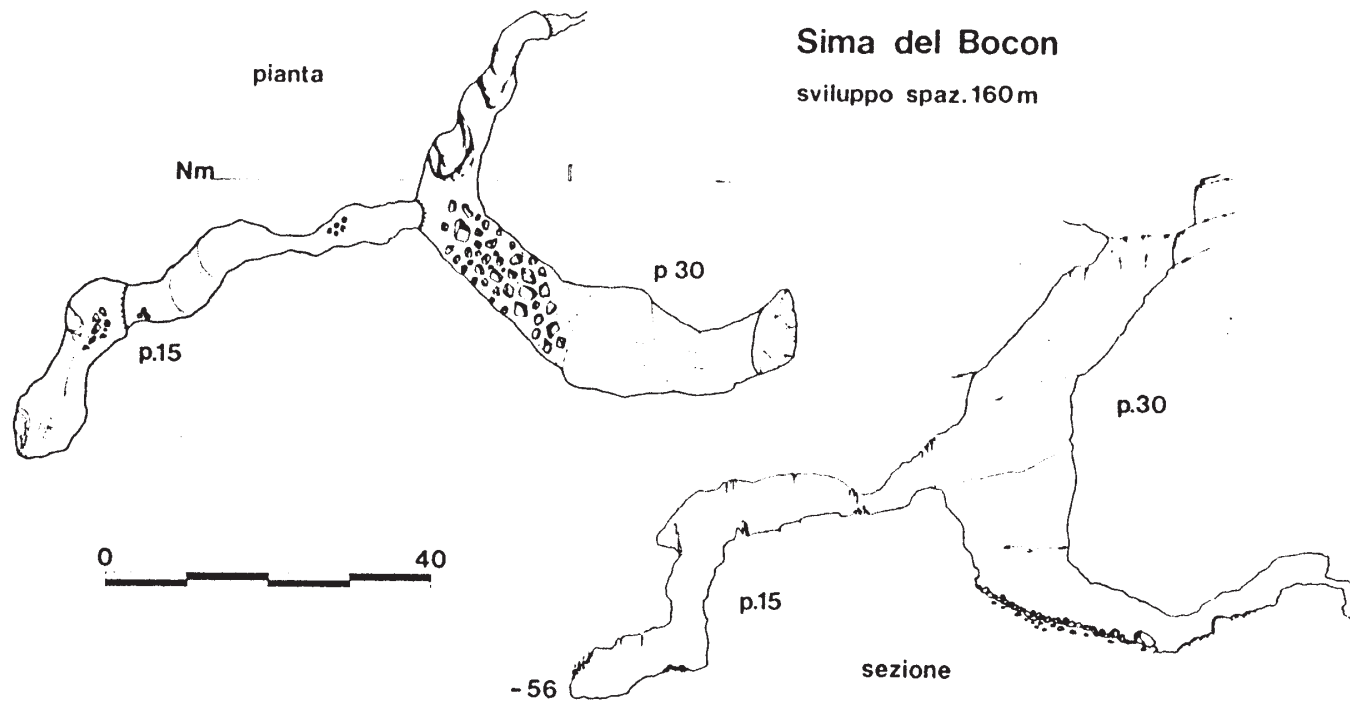 Sima del Bocon
sviluppo spaz. 160 m
pianta
Nm
p 30
p.15
0 40
p.30
p.15
-56
sezione